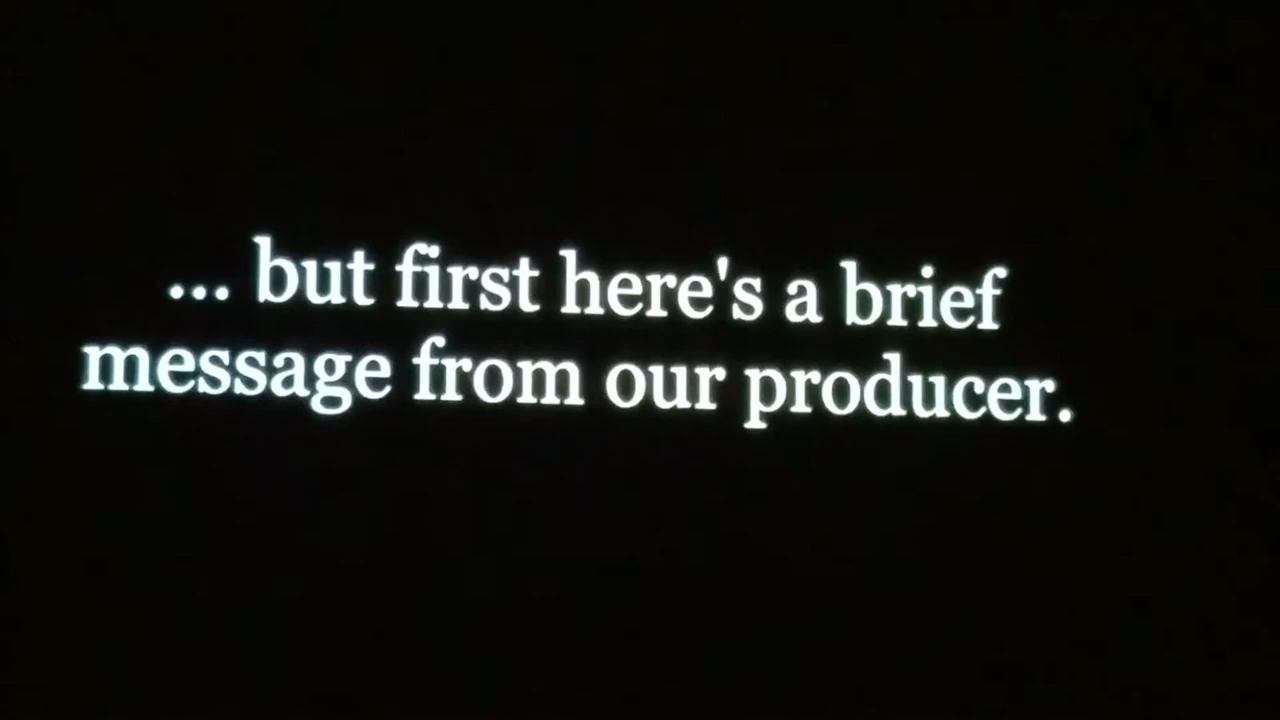 ... but first here's a brief
message from our producer.